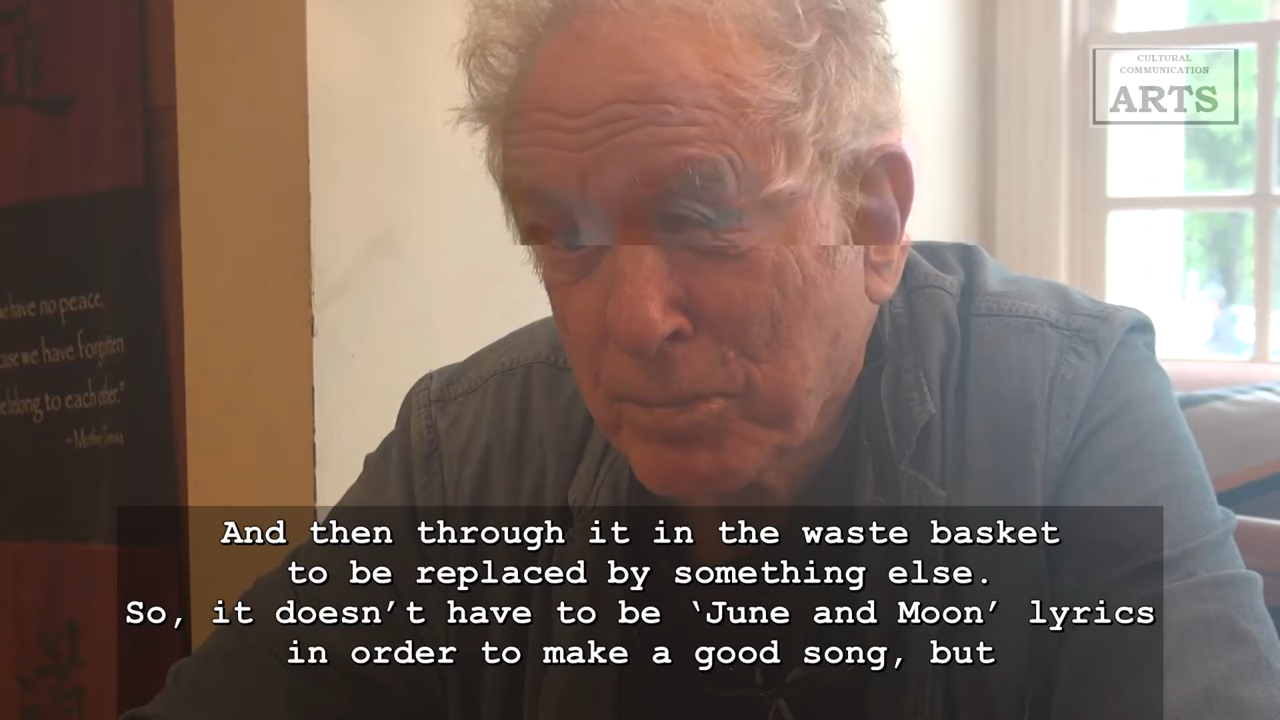 CULTURAL
COMMUNICATION
ARTS
we have no peace,
we have forgotten
belong to each other."
- Mother Teresa
And then through it in the waste basket
to be replaced by something else.
So, it doesn’t have to be ‘June and Moon’ lyrics
in order to make a good song, but